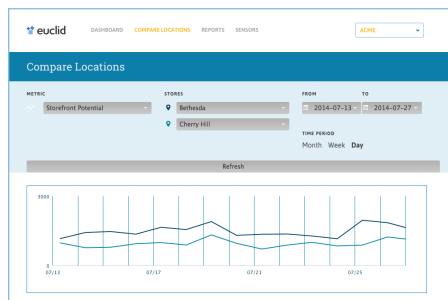 euclid DASHBOARD COMPARE LOCATIONS REPORTS SENSORS ACME
Compare Locations
METRIC STORES FROM TO
Storefront Potential Bethesda 2014-07-13 2014-07-27
Cherry Hill
TIME PERIOD
Month Week Day
Refresh
3000
0
07/13 07/17 07/21 07/25